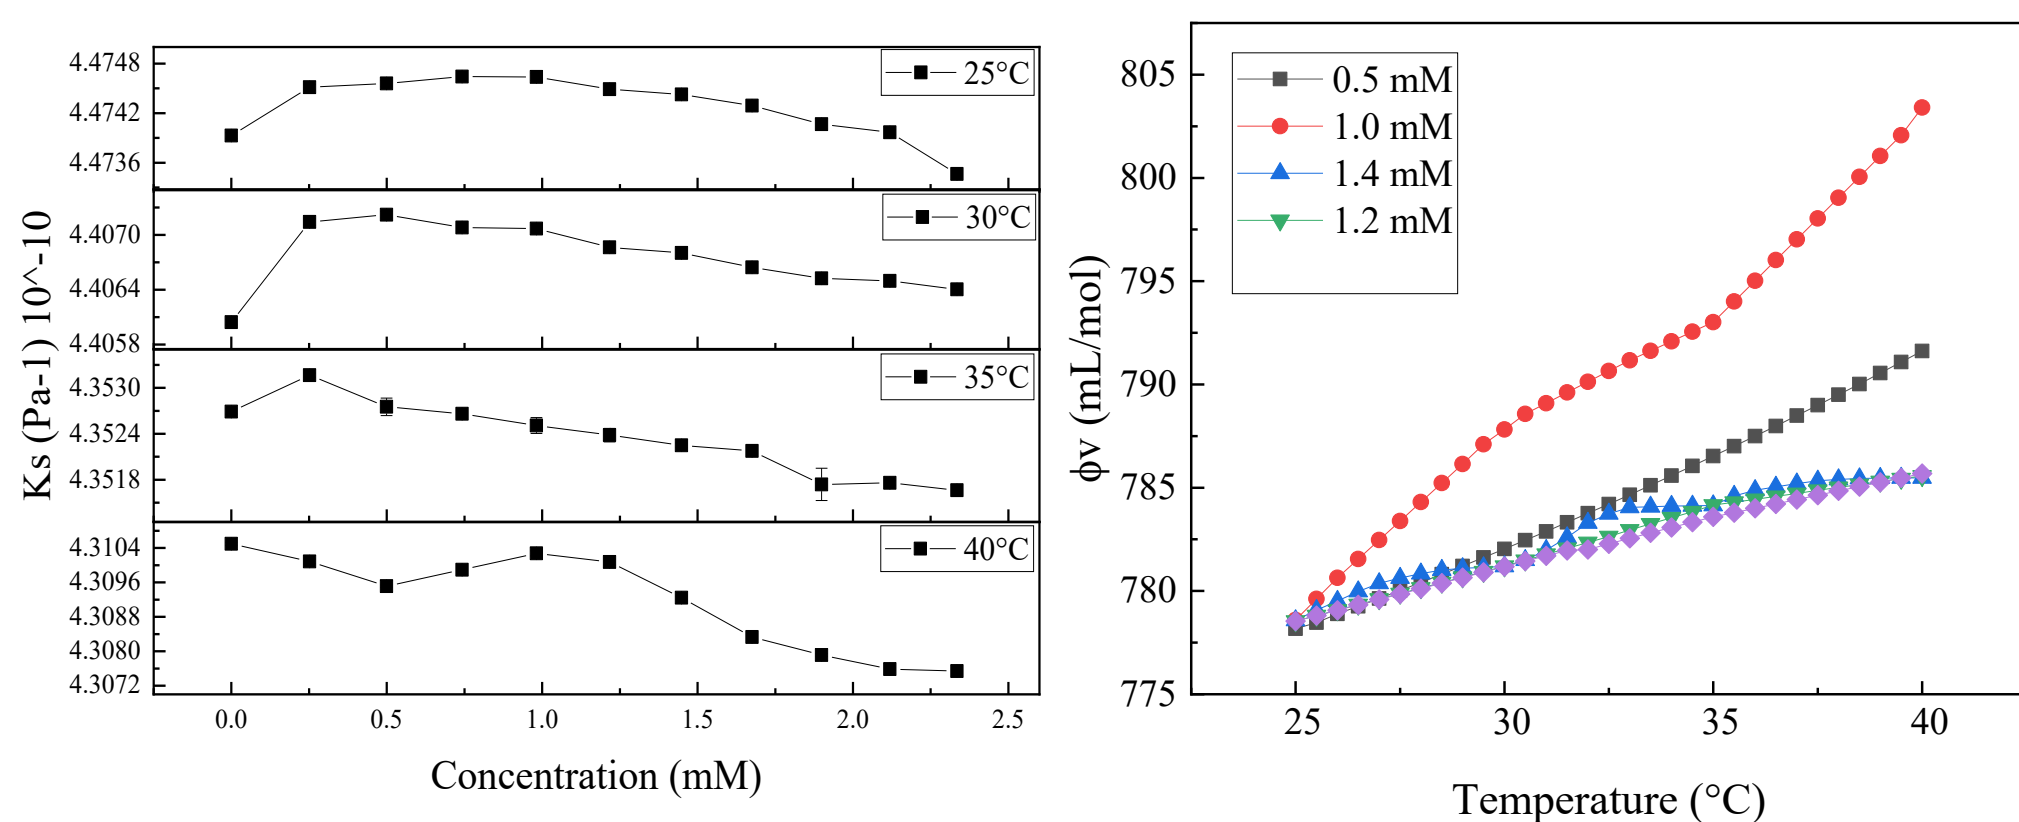 Ks (Pa-1) 10^-10
4.4748
4.4742
4.4736
25°C
4.4070
4.4064
4.4058
30°C
4.3530
4.3524
4.3518
35°C
4.3104
4.3096
4.3088
4.3080
4.3072
40°C
0.0 0.5 1.0 1.5 2.0 2.5
Concentration (mM)
ϕv (mL/mol)
805
800
795
790
785
780
775
0.5 mM
1.0 mM
1.4 mM
1.2 mM
25 30 35 40
Temperature (°C)